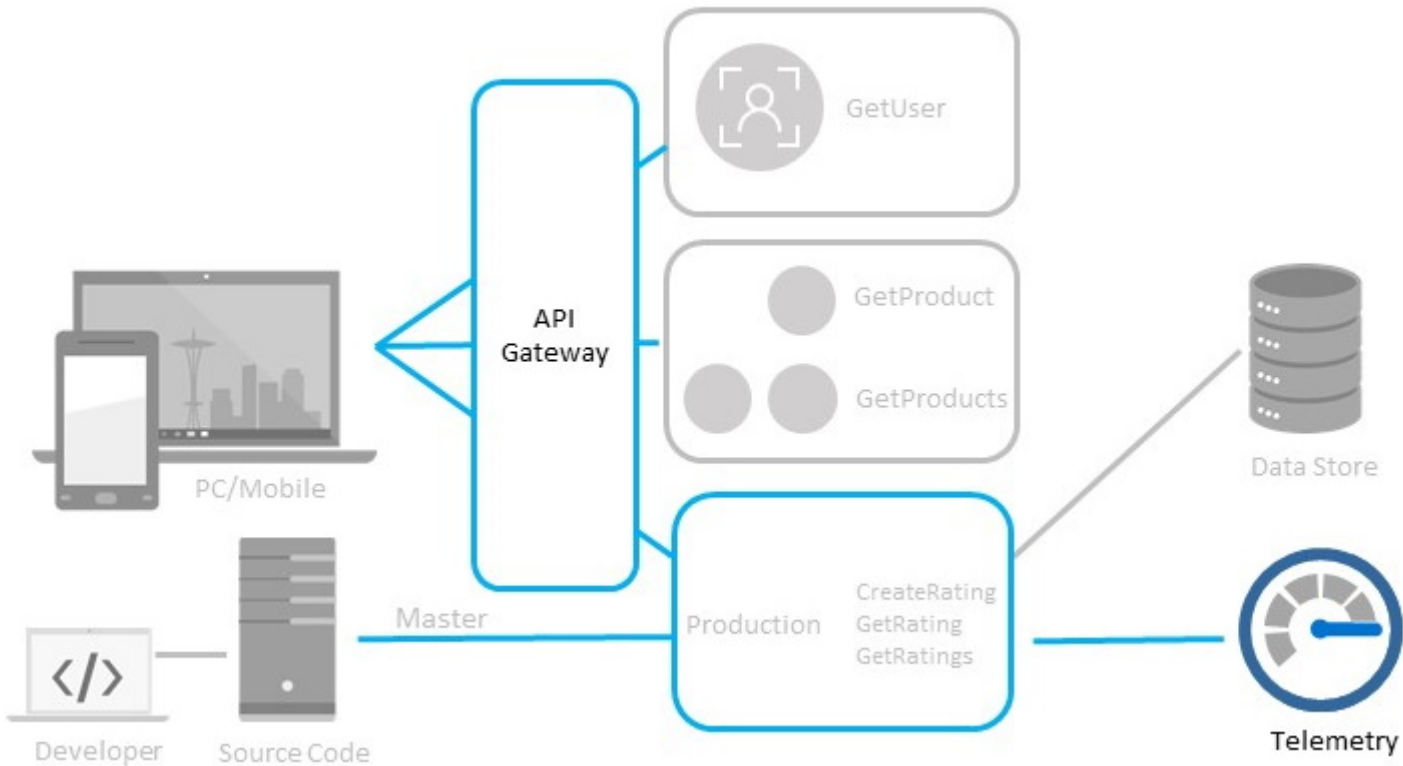 GetUser
API
Gateway
GetProduct
GetProducts
PC/Mobile
Data Store
Master
Production
CreateRating
GetRating
GetRatings
</>
Developer
Source Code
Telemetry